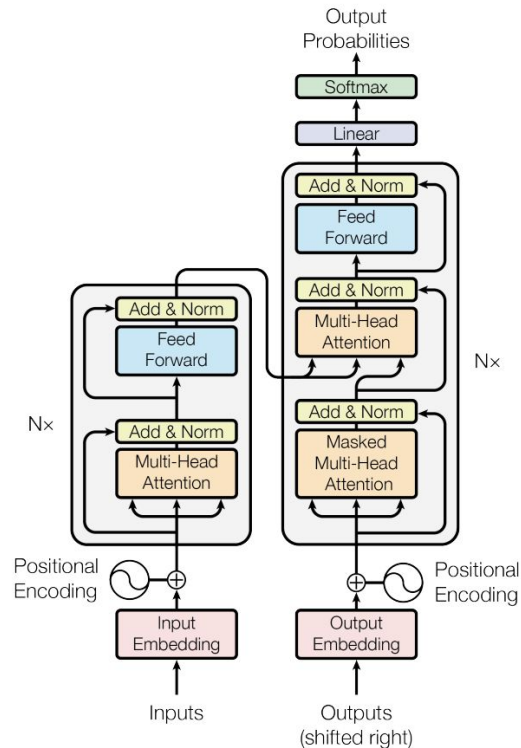 Output
Probabilities
Softmax
Linear
Add & Norm
Feed
Forward
Add & Norm
Multi-Head
Attention
Add & Norm
Masked
Multi-Head
Attention
N×
Add & Norm
Feed
Forward
Add & Norm
Multi-Head
Attention
N×
Positional
Encoding
Positional
Encoding
Input
Embedding
Output
Embedding
Inputs
Outputs
(shifted right)